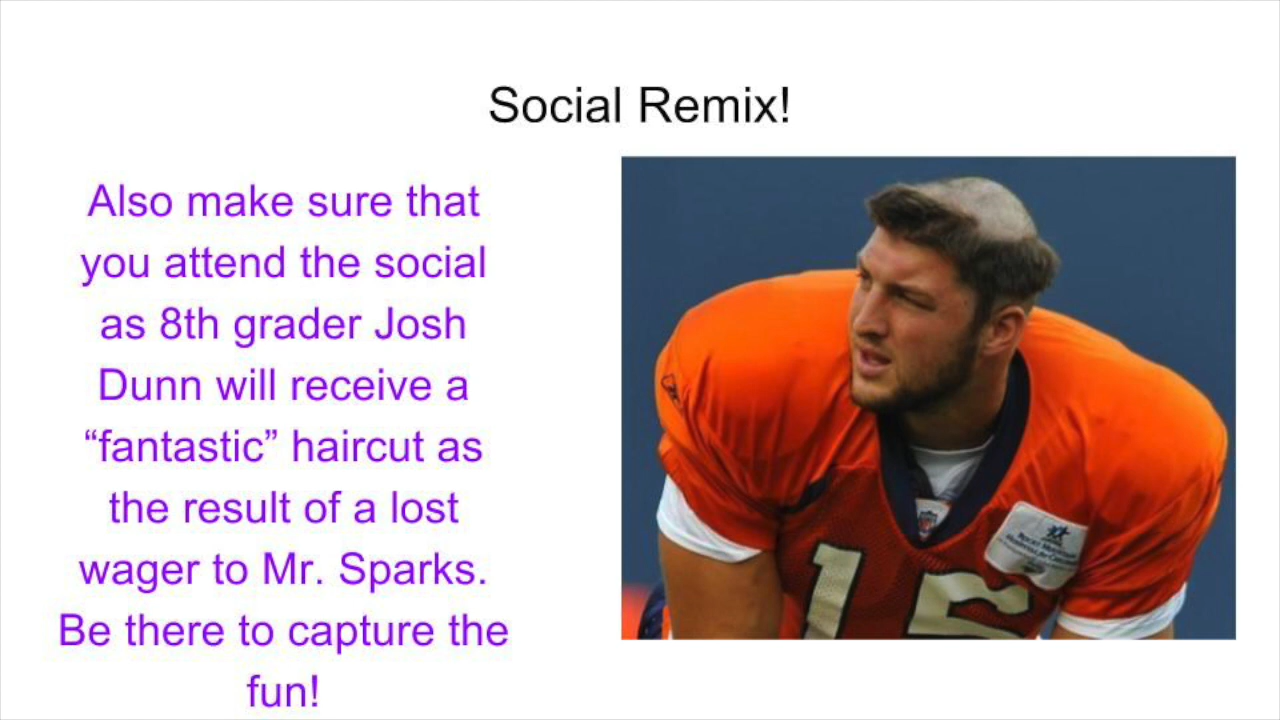 Social Remix!
Also make sure that
you attend the social
as 8th grader Josh
Dunn will receive a
“fantastic” haircut as
the result of a lost
wager to Mr. Sparks.
Be there to capture the
fun!
15